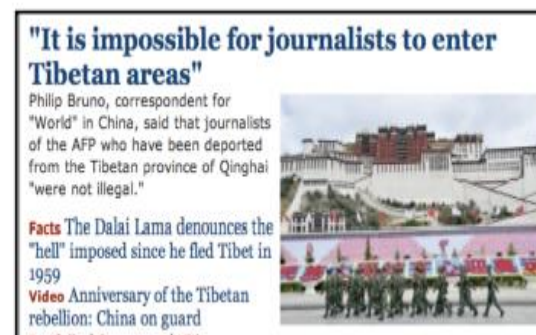 "It is impossible for journalists to enter
Tibetan areas"
Philip Bruno, correspondent for
"World" in China, said that journalists
of the AFP who have been deported
from the Tibetan province of Qinghai
"were not illegal."
Facts The Dalai Lama denounces the
"hell" imposed since he fled Tibet in
1959
Video Anniversary of the Tibetan
rebellion: China on guard